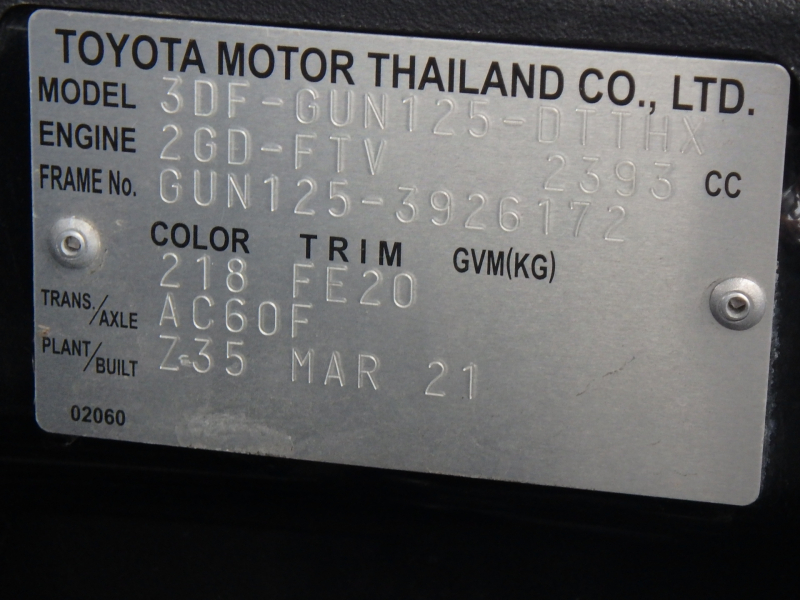 TOYOTA MOTOR THAILAND CO., LTD.
MODEL 3DF-GUN125-DTTHX
ENGINE 2GD-FTV 2393 CC
FRAME No. GUN125-3926172
COLOR TRIM GVM(KG)
218 FE20
TRANS./AXLE AC60F
PLANT/BUILT Z-35 MAR 21
02060